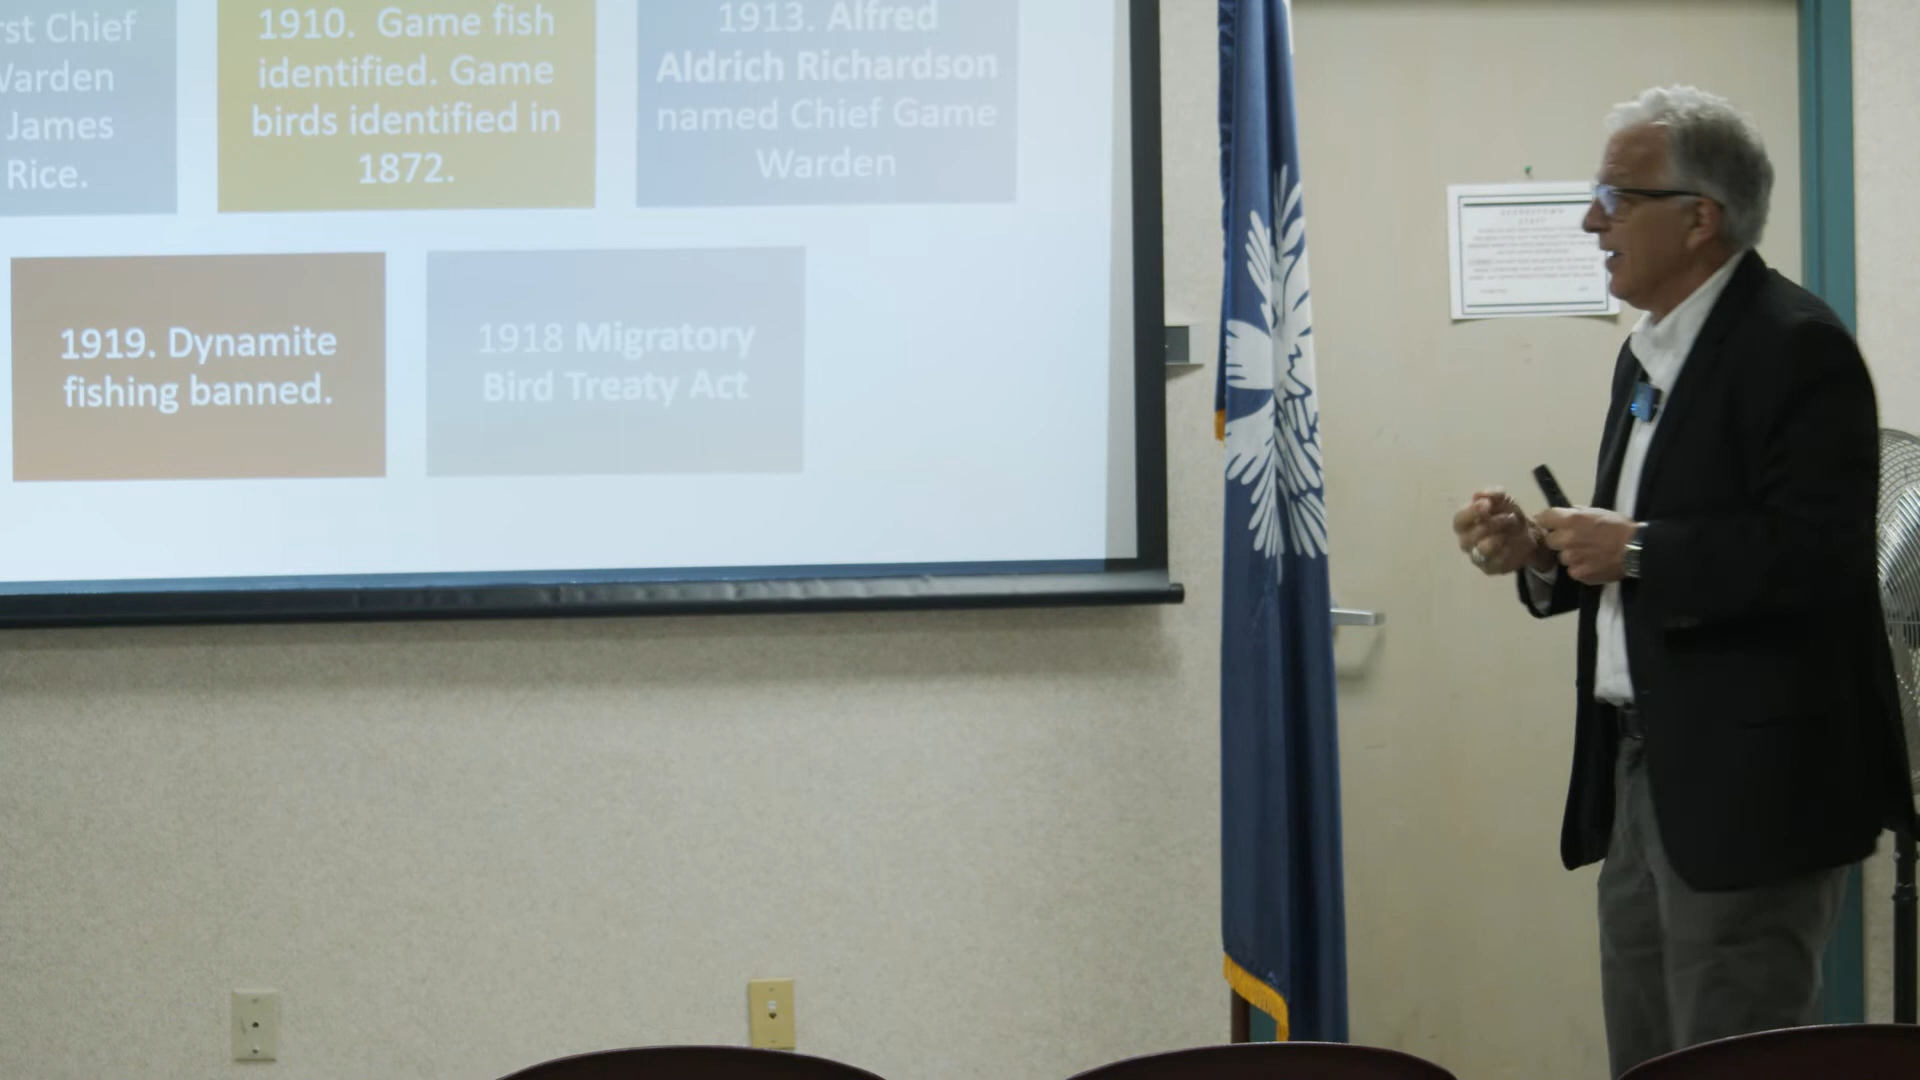 rst Chief
Warden
James
Rice.
1910. Game fish
identified. Game
birds identified in
1872.
1913. Alfred
Aldrich Richardson
named Chief Game
Warden
1919. Dynamite
fishing banned.
1918 Migratory
Bird Treaty Act